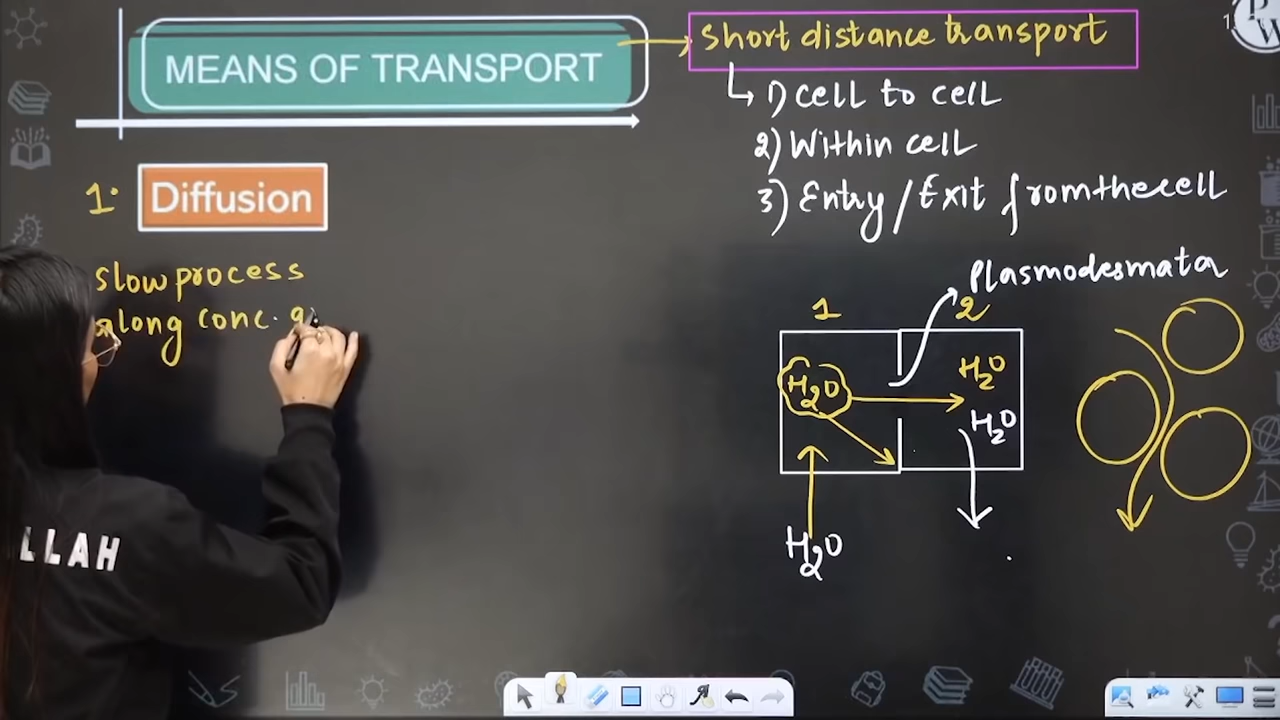 MEANS OF TRANSPORT
Short distance transport
1) Cell to cell
2) Within cell
3) Entry / Exit from the cell
1. Diffusion
Slow process
along conc. g
Plasmodesmata
1 2
H2O
H2O
H2O
H2O
LLAH
PW